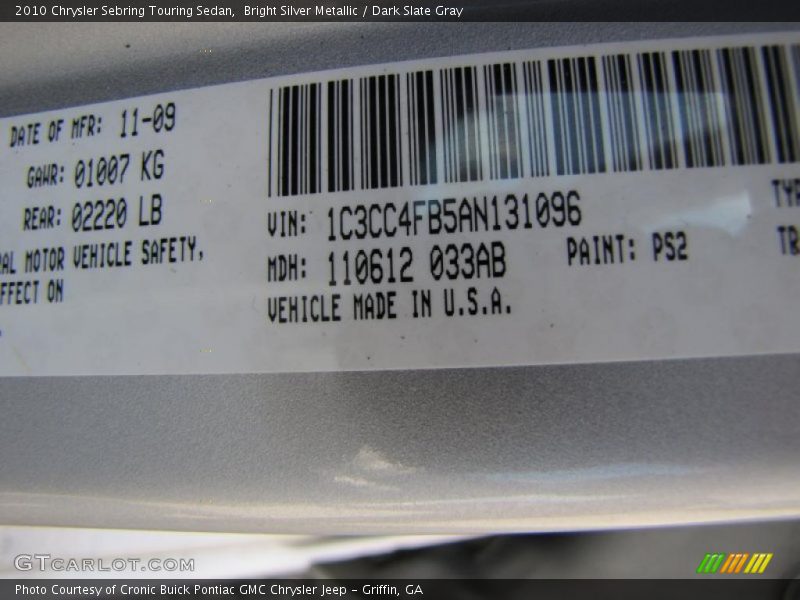 2010 Chrysler Sebring Touring Sedan, Bright Silver Metallic / Dark Slate Gray
DATE OF MFR: 11-09
GAWR: 01007 KG
REAR: 02220 LB
MOTOR VEHICLE SAFETY,
ON
VIN: 1C3CC4FB5AN131096
MDH: 110612 033AB
PAINT: PS2
VEHICLE MADE IN U.S.A.
GTCARLOT.COM
Photo Courtesy of Cronic Buick Pontiac GMC Chrysler Jeep - Griffin, GA